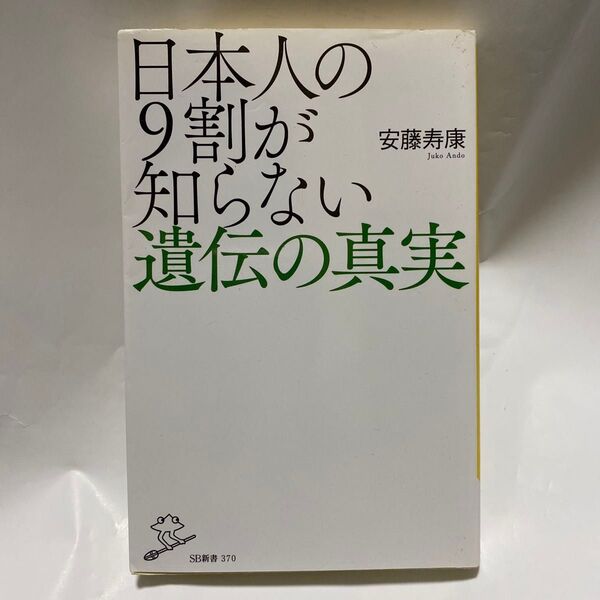 日本人の
9割が
知らない
遺伝の真実
安藤寿康
Juko Ando
SB新書 370